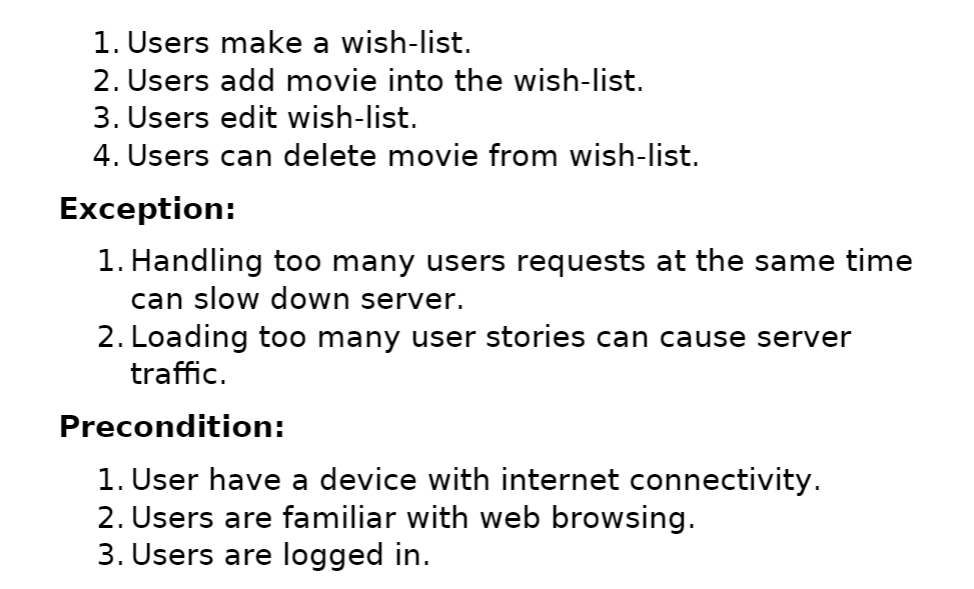 1. Users make a wish-list.
2. Users add movie into the wish-list.
3. Users edit wish-list.
4. Users can delete movie from wish-list.
Exception:
1. Handling too many users requests at the same time
can slow down server.
2. Loading too many user stories can cause server
traffic.
Precondition:
1. User have a device with internet connectivity.
2. Users are familiar with web browsing.
3. Users are logged in.